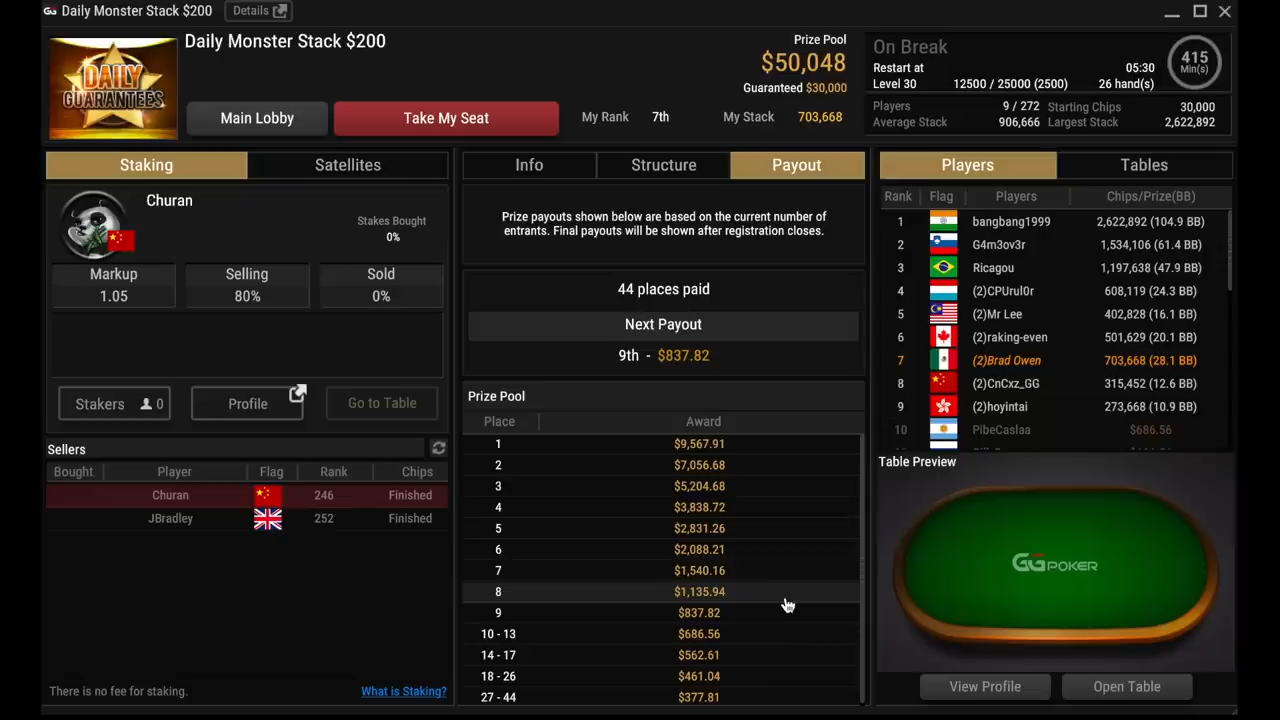 Daily Monster Stack $200
Details
DAILY
GUARANTEES
Daily Monster Stack $200
Main Lobby
Take My Seat
Prize Pool
$50,048
Guaranteed $30,000
My Rank 7th My Stack 703,668
On Break
Restart at 05:30
Level 30 12500 / 25000 (2500) 26 hand(s)
415
Min(s)
Players 9 / 272 Starting Chips 30,000
Average Stack 906,666 Largest Stack 2,622,892
Staking Satellites
Churan
Stakes Bought
0%
Markup Selling Sold
1.05 80% 0%
Stakers 0 Profile Go to Table
Sellers
Bought Player Flag Rank Chips
Churan 246 Finished
JBradley 252 Finished
There is no fee for staking. What is Staking?
Info Structure Payout
Prize payouts shown below are based on the current number of
entrants. Final payouts will be shown after registration closes.
44 places paid
Next Payout
9th - $837.82
Prize Pool
Place Award
1 $9,567.91
2 $7,056.68
3 $5,204.68
4 $3,838.72
5 $2,831.26
6 $2,088.21
7 $1,540.16
8 $1,135.94
9 $837.82
10 - 13 $686.56
14 - 17 $562.61
18 - 26 $461.04
27 - 44 $377.81
Players Tables
Rank Flag Players Chips/Prize(BB)
1 bangbang1999 2,622,892 (104.9 BB)
2 G4m3ov3r 1,534,106 (61.4 BB)
3 Ricagou 1,197,638 (47.9 BB)
4 (2)CPUrul0r 608,119 (24.3 BB)
5 (2)Mr Lee 402,828 (16.1 BB)
6 (2)raking-even 501,629 (20.1 BB)
7 (2)Brad Owen 703,668 (28.1 BB)
8 (2)CnCxz_GG 315,452 (12.6 BB)
9 (2)hoyintai 273,668 (10.9 BB)
10 PibeCaslaa $686.56
Table Preview
GGPOKER
View Profile Open Table